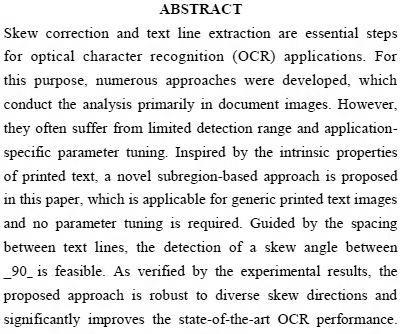 ABSTRACT
Skew correction and text line extraction are essential steps
for optical character recognition (OCR) applications. For
this purpose, numerous approaches were developed, which
conduct the analysis primarily in document images. However,
they often suffer from limited detection range and application-
specific parameter tuning. Inspired by the intrinsic properties
of printed text, a novel subregion-based approach is proposed
in this paper, which is applicable for generic printed text images
and no parameter tuning is required. Guided by the spacing
between text lines, the detection of a skew angle between
_90_ is feasible. As verified by the experimental results, the
proposed approach is robust to diverse skew directions and
significantly improves the state-of-the-art OCR performance.